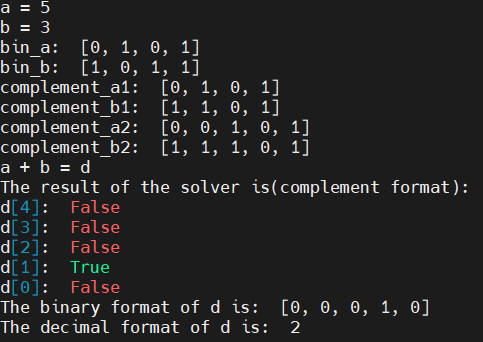 a = 5
b = 3
bin_a:  [0, 1, 0, 1]
bin_b:  [1, 0, 1, 1]
complement_a1:  [0, 1, 0, 1]
complement_b1:  [1, 1, 0, 1]
complement_a2:  [0, 0, 1, 0, 1]
complement_b2:  [1, 1, 1, 0, 1]
a + b = d
The result of the solver is(complement format):
d[4]:  False
d[3]:  False
d[2]:  False
d[1]:  True
d[0]:  False
The binary format of d is:  [0, 0, 0, 1, 0]
The decimal format of d is:  2